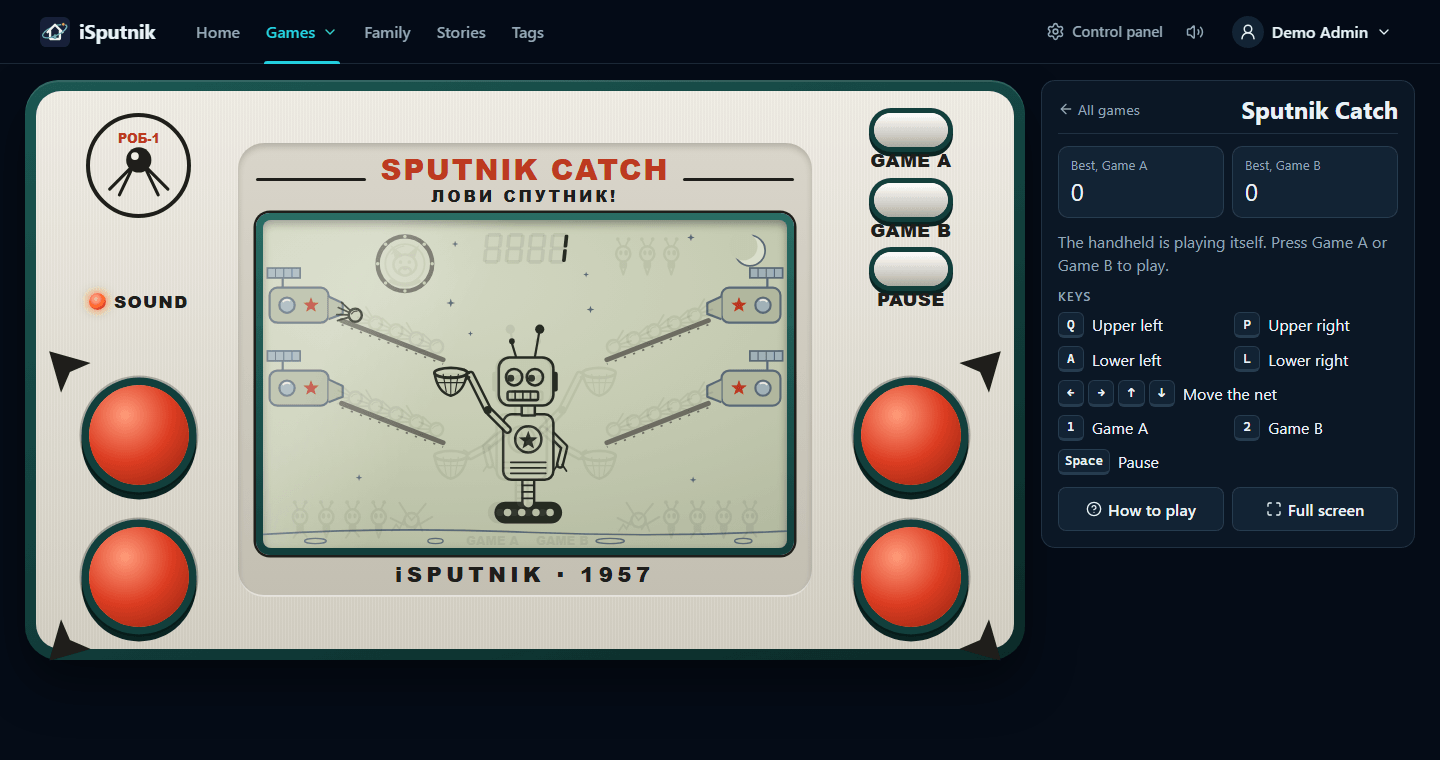 iSputnik
Home
Games
Family
Stories
Tags
Control panel
Demo Admin
РОБ-1
SOUND
SPUTNIK CATCH
ЛОВИ СПУТНИК!
1
GAME A GAME B
iSPUTNIK · 1957
GAME A
GAME B
PAUSE
← All games
Sputnik Catch
Best, Game A
0
Best, Game B
0
The handheld is playing itself. Press Game A or
Game B to play.
KEYS
Q Upper left
P Upper right
A Lower left
L Lower right
← → ↑ ↓ Move the net
1 Game A
2 Game B
Space Pause
How to play
Full screen